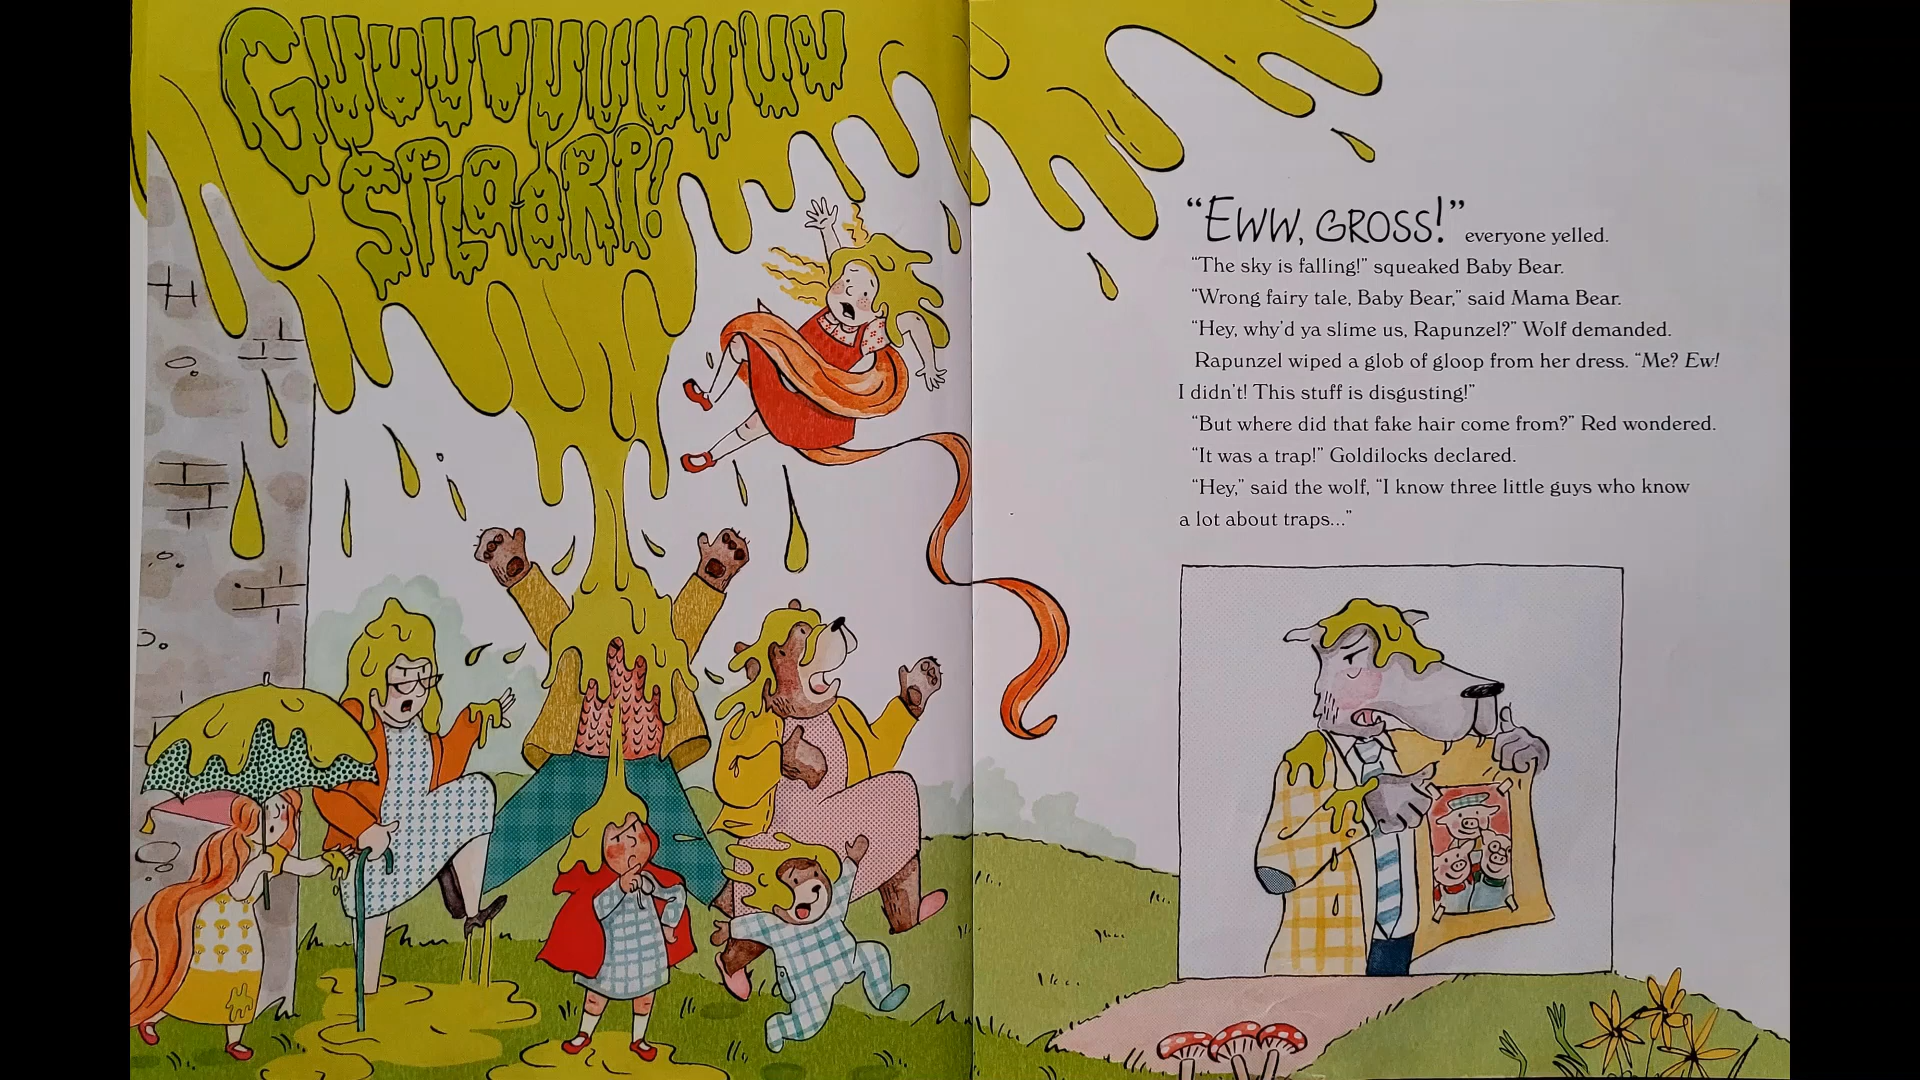 GUUUUUUUUUU
SPLAARP!
“EWW, GROSS!” everyone yelled.
“The sky is falling!” squeaked Baby Bear.
“Wrong fairy tale, Baby Bear,” said Mama Bear.
“Hey, why’d ya slime us, Rapunzel?” Wolf demanded.
Rapunzel wiped a glob of gloop from her dress. “Me? Ew!
I didn’t! This stuff is disgusting!”
“But where did that fake hair come from?” Red wondered.
“It was a trap!” Goldilocks declared.
“Hey,” said the wolf, “I know three little guys who know
a lot about traps...”